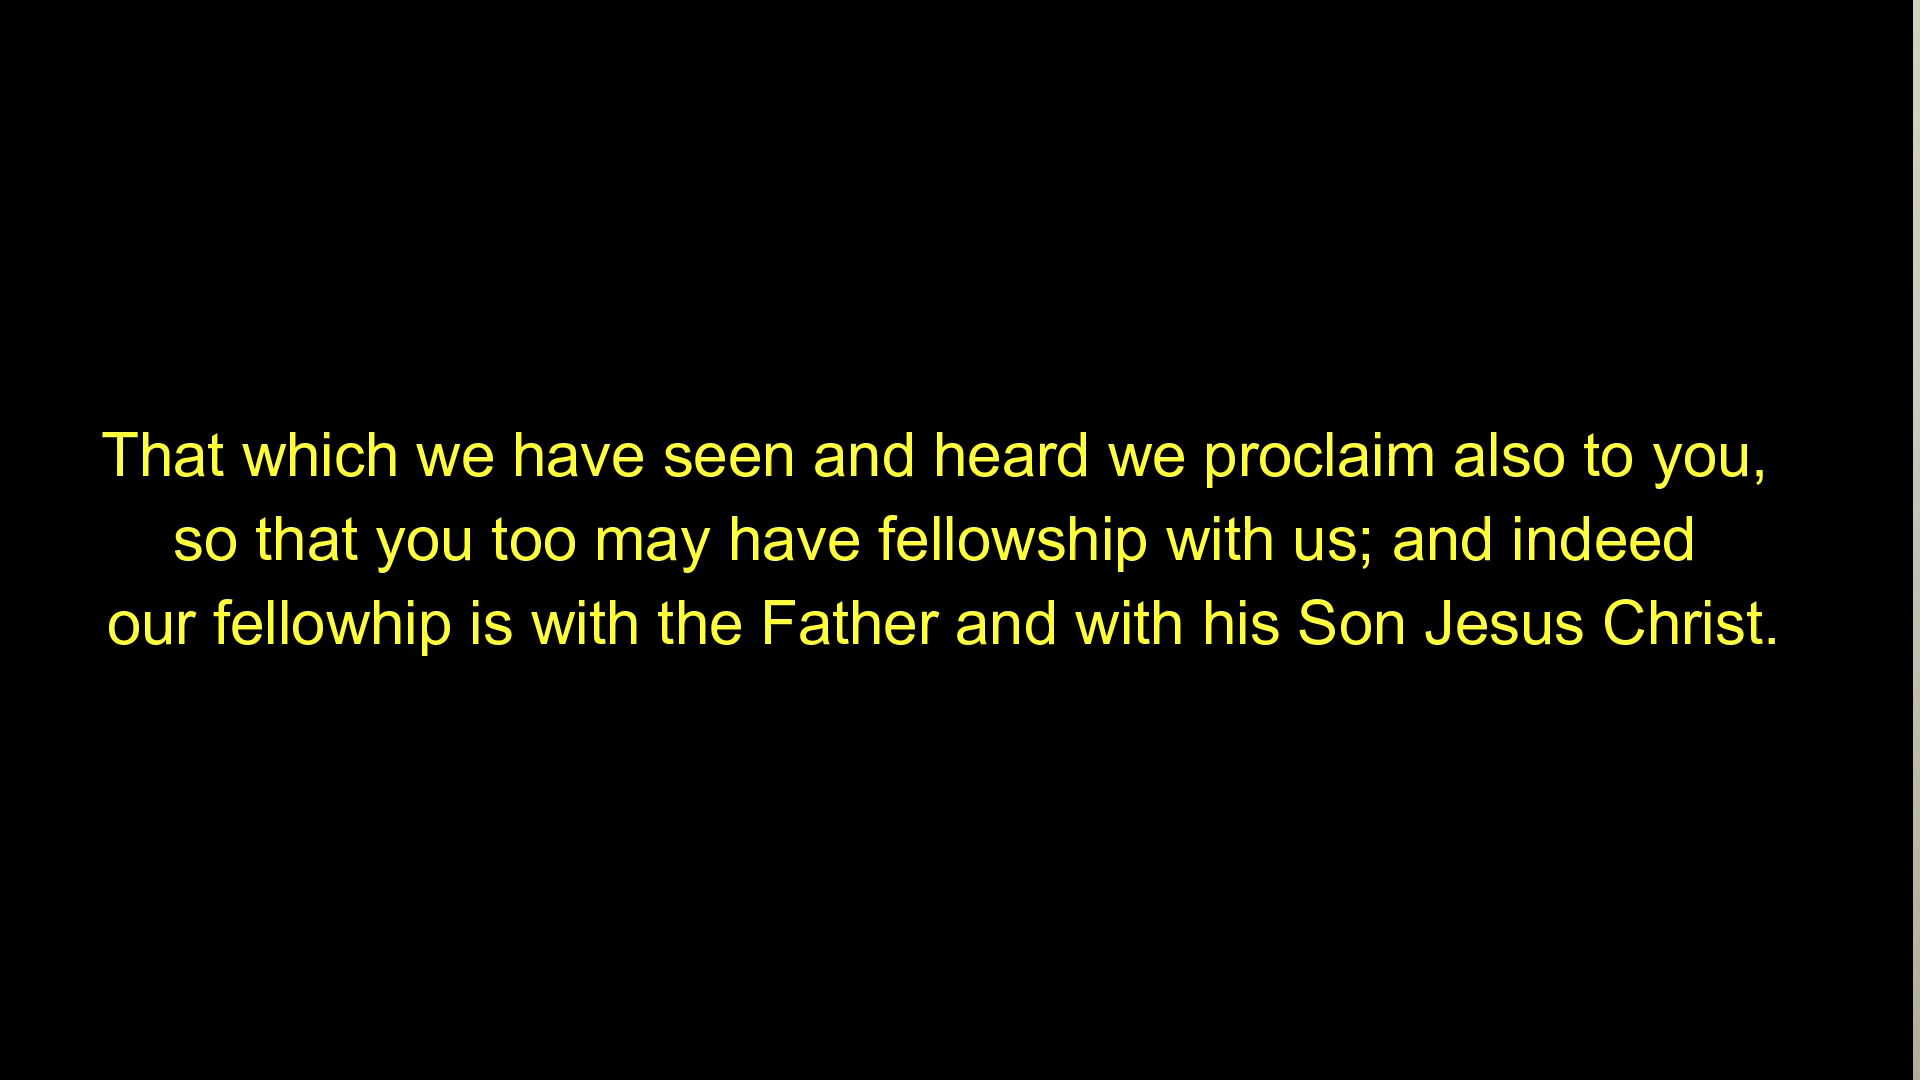 That which we have seen and heard we proclaim also to you,
so that you too may have fellowship with us; and indeed
our fellowhip is with the Father and with his Son Jesus Christ.